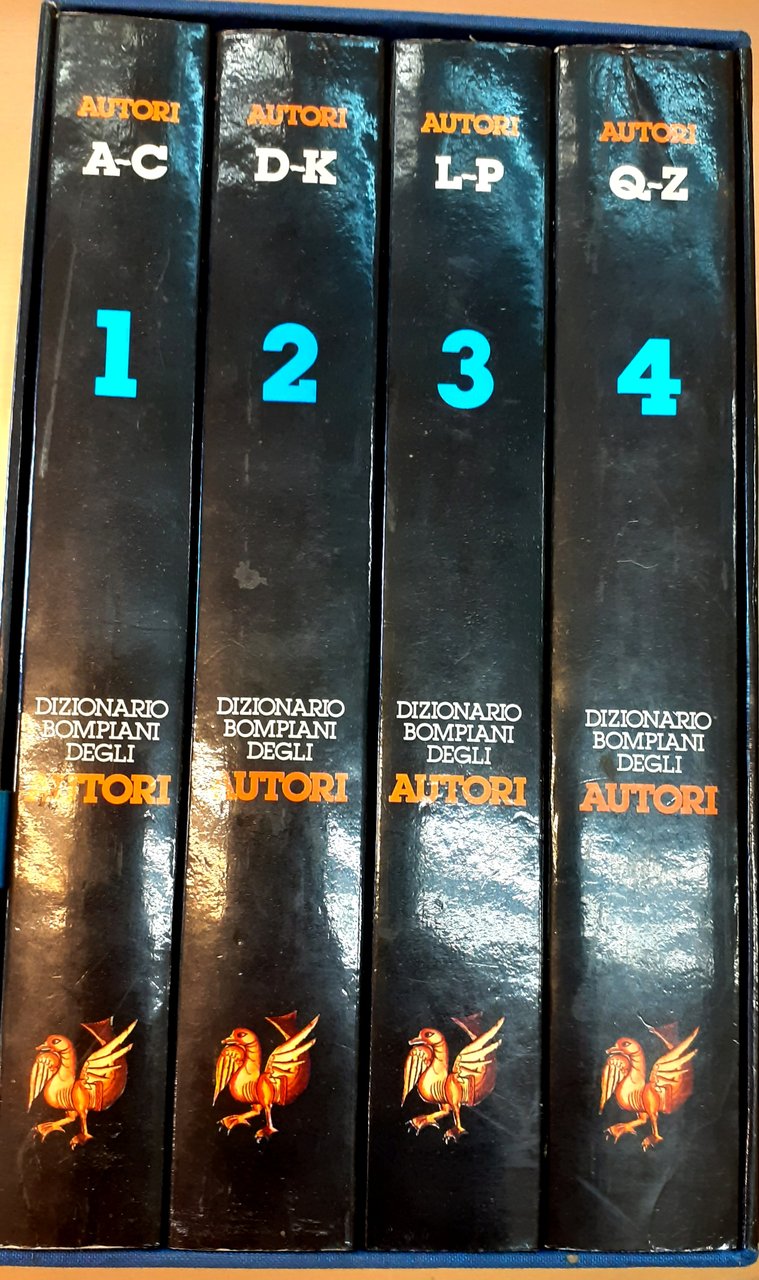 AUTORI
A-C
1
DIZIONARIO
BOMPIANI
DEGLI
AUTORI
AUTORI
D-K
2
DIZIONARIO
BOMPIANI
DEGLI
AUTORI
AUTORI
L-P
3
DIZIONARIO
BOMPIANI
DEGLI
AUTORI
AUTORI
Q-Z
4
DIZIONARIO
BOMPIANI
DEGLI
AUTORI